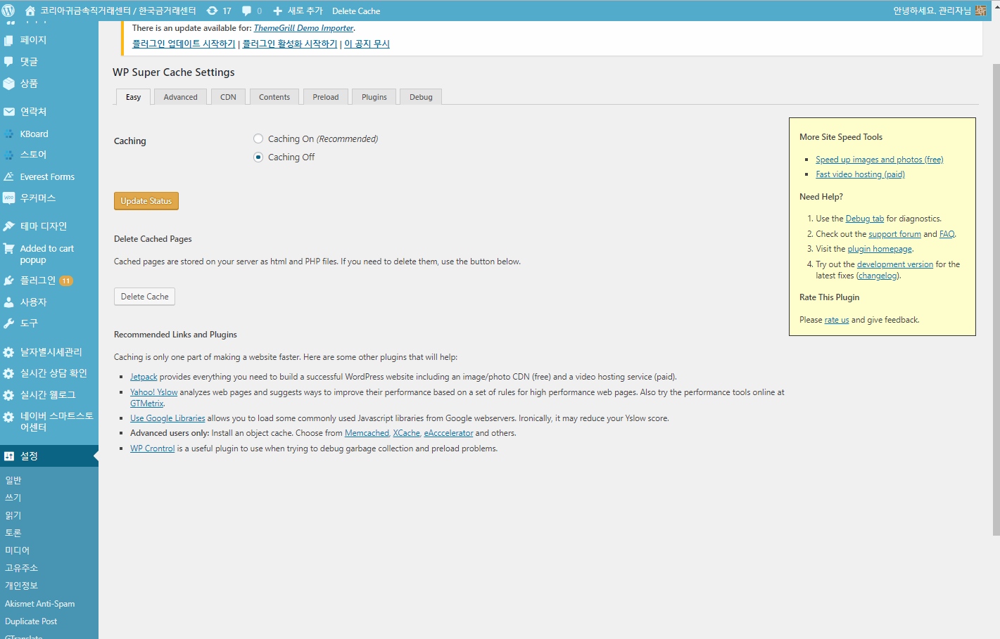 코리아귀금속직거래센터 / 한국금거래센터
17
0
새로 추가
Delete Cache
안녕하세요, 관리자님
페이지
댓글
상품
연락처
KBoard
스토어
Everest Forms
우커머스
테마 디자인
Added to cart
popup
플러그인 11
사용자
도구
날자별시세관리
실시간 상담 확인
실시간 웹로그
네이버 스마트스토
어센터
설정
일반
쓰기
읽기
토론
미디어
고유주소
개인정보
Akismet Anti-Spam
Duplicate Post
GTranslate
There is an update available for: ThemeGrill Demo Importer.
플러그인 업데이트 시작하기 | 플러그인 활성화 시작하기 | 이 공지 무시
WP Super Cache Settings
Easy
Advanced
CDN
Contents
Preload
Plugins
Debug
Caching
Caching On (Recommended)
Caching Off
Update Status
Delete Cached Pages
Cached pages are stored on your server as html and PHP files. If you need to delete them, use the button below.
Delete Cache
Recommended Links and Plugins
Caching is only one part of making a website faster. Here are some other plugins that will help:
Jetpack provides everything you need to build a successful WordPress website including an image/photo CDN (free) and a video hosting service (paid).
Yahoo! Yslow analyzes web pages and suggests ways to improve their performance based on a set of rules for high performance web pages. Also try the performance tools online at
GTMetrix.
Use Google Libraries allows you to load some commonly used Javascript libraries from Google webservers. Ironically, it may reduce your Yslow score.
Advanced users only: Install an object cache. Choose from Memcached, XCache, eAcccelerator and others.
WP Crontrol is a useful plugin to use when trying to debug garbage collection and preload problems.
More Site Speed Tools
Speed up images and photos (free)
Fast video hosting (paid)
Need Help?
1. Use the Debug tab for diagnostics.
2. Check out the support forum and FAQ.
3. Visit the plugin homepage.
4. Try out the development version for the
latest fixes (changelog).
Rate This Plugin
Please rate us and give feedback.